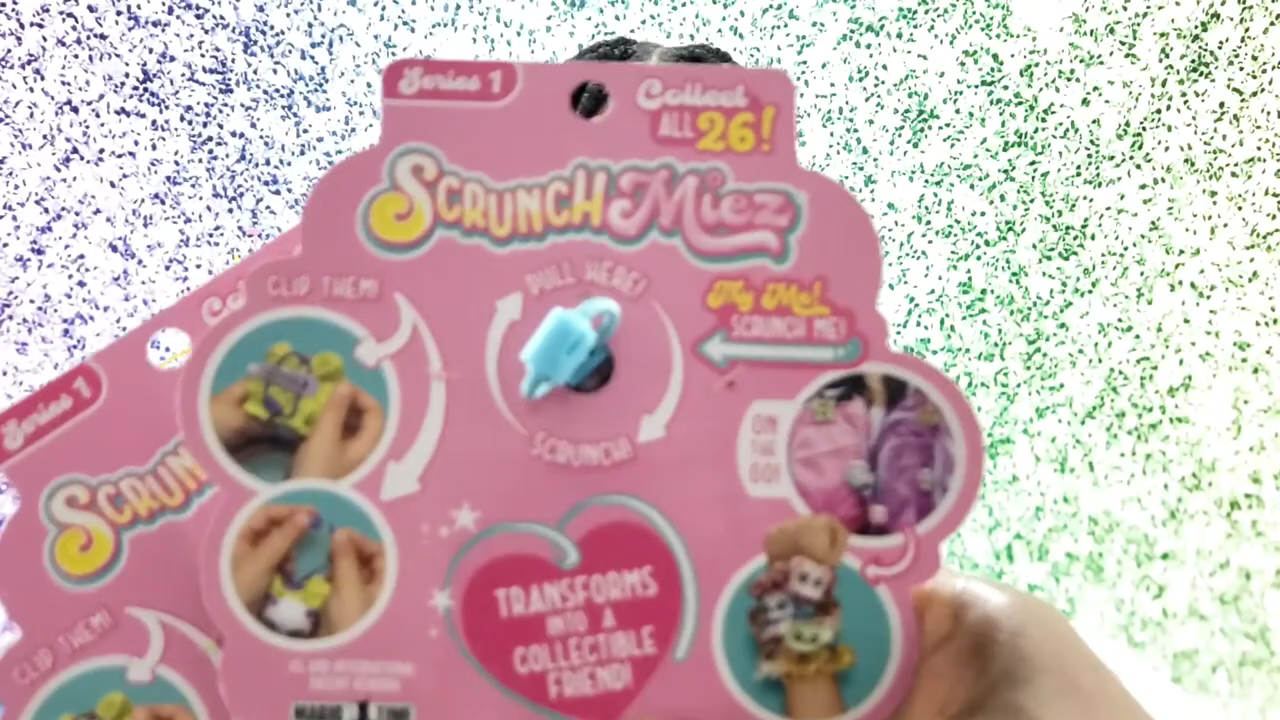 Series 1
Collect
ALL 26!
SCRUNCHMiez
CLIP THEM!
PULL HERE!
SCRUNCH!
Try Me!
SCRUNCH ME!
ON
THE
GO!
TRANSFORMS
INTO A
COLLECTIBLE
FRIEND!
Series 1
Col
SCRUN
CLIP THEM!